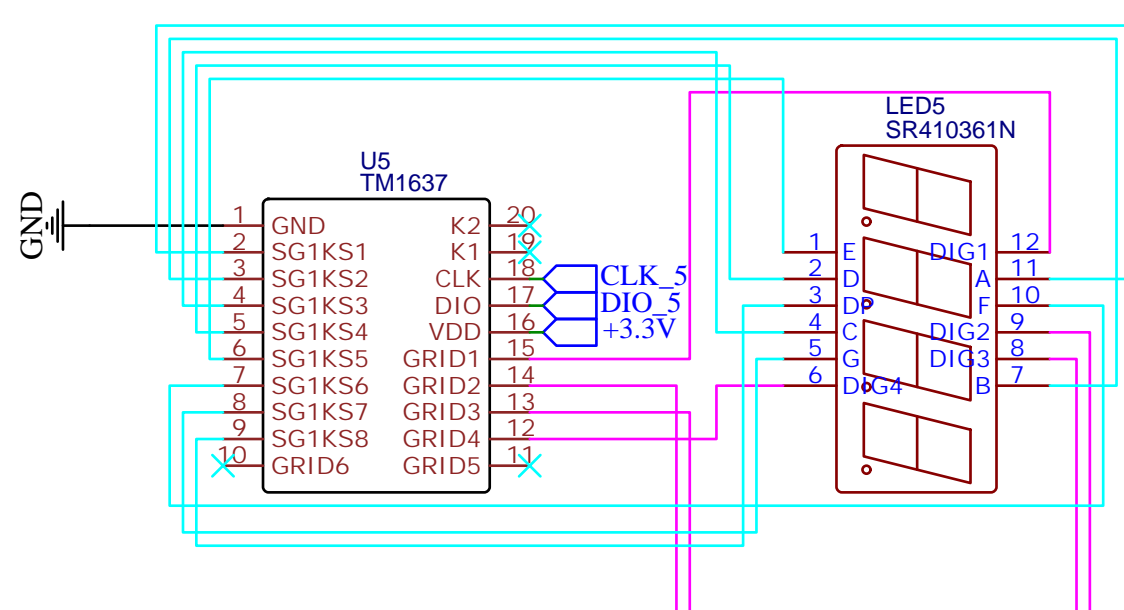 LED5
SR410361N
U5
TM1637
GND
1 GND K2 20
2 SG1KS1 K1 19
3 SG1KS2 CLK 18 CLK_5
4 SG1KS3 DIO 17 DIO_5
5 SG1KS4 VDD 16 +3.3V
6 SG1KS5 GRID1 15
7 SG1KS6 GRID2 14
8 SG1KS7 GRID3 13
9 SG1KS8 GRID4 12
10 GRID6 GRID5 11
1 E DIG1 12
2 D A 11
3 DP F 10
4 C DIG2 9
5 G DIG3 8
6 DIG4 B 7